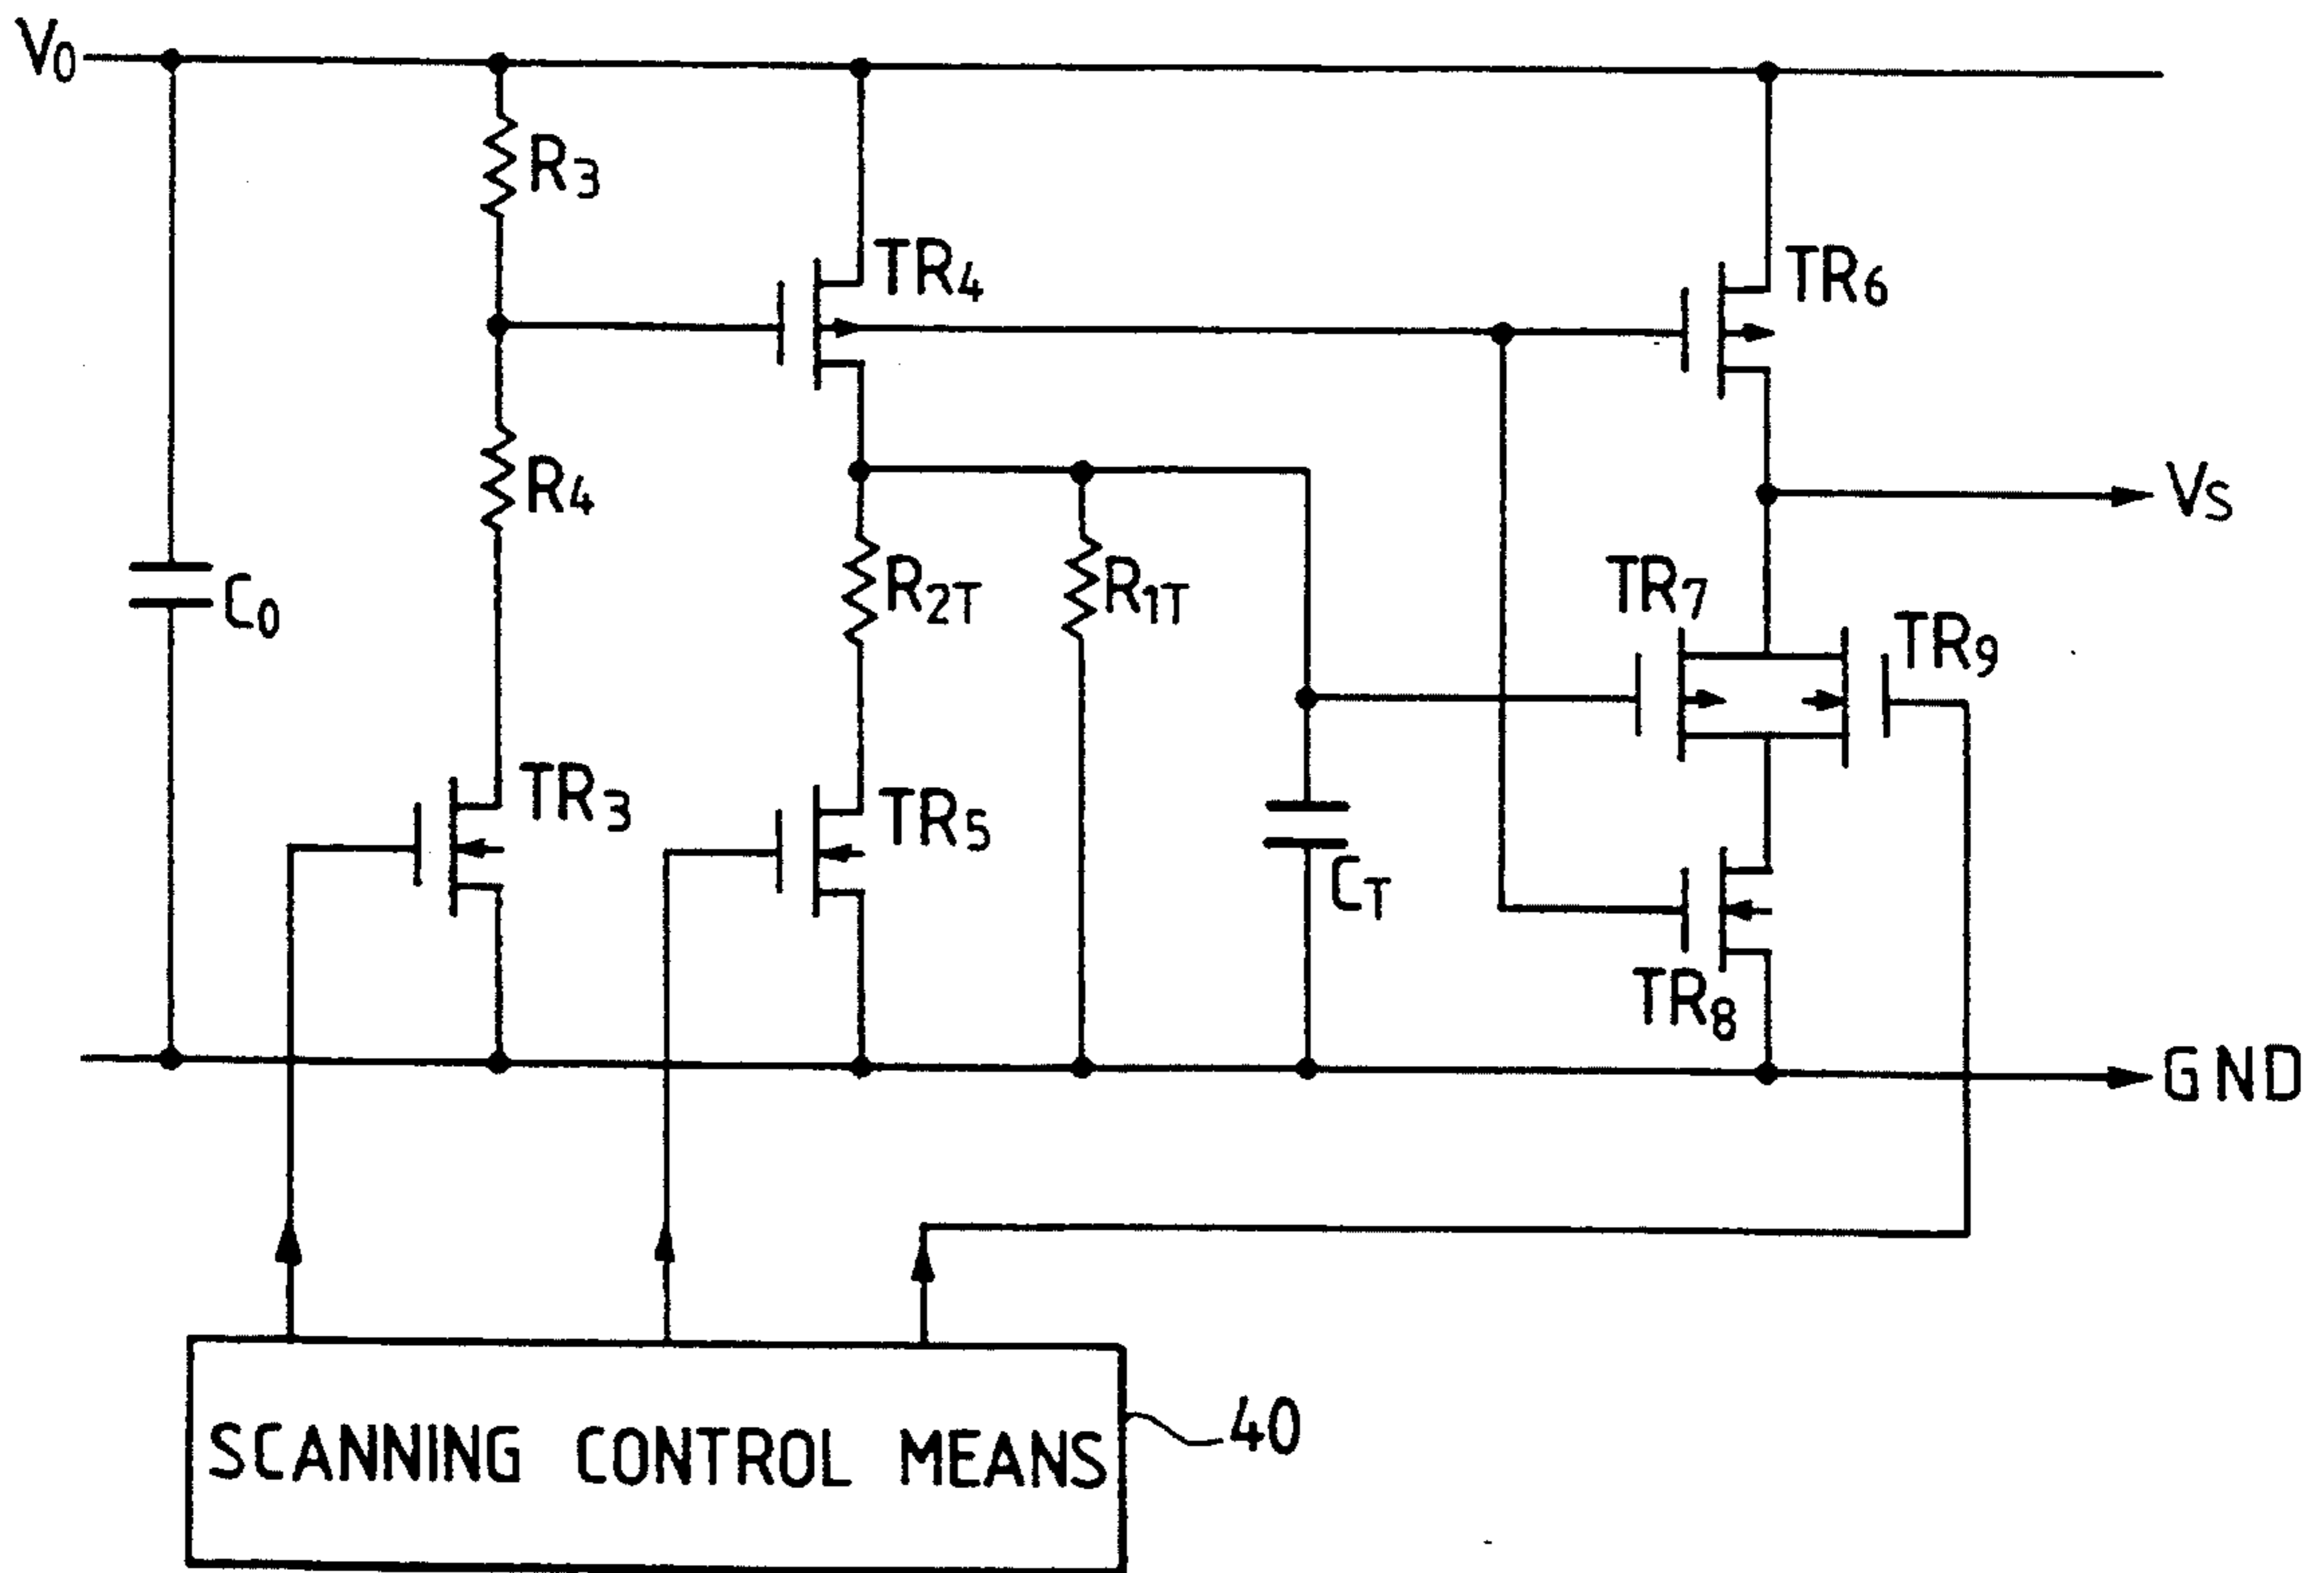 V0
R3
TR4
TR6
R4
VS
C0
R2T
R1T
TR7
TR9
TR3
TR5
CT
TR8
GND
SCANNING CONTROL MEANS
40